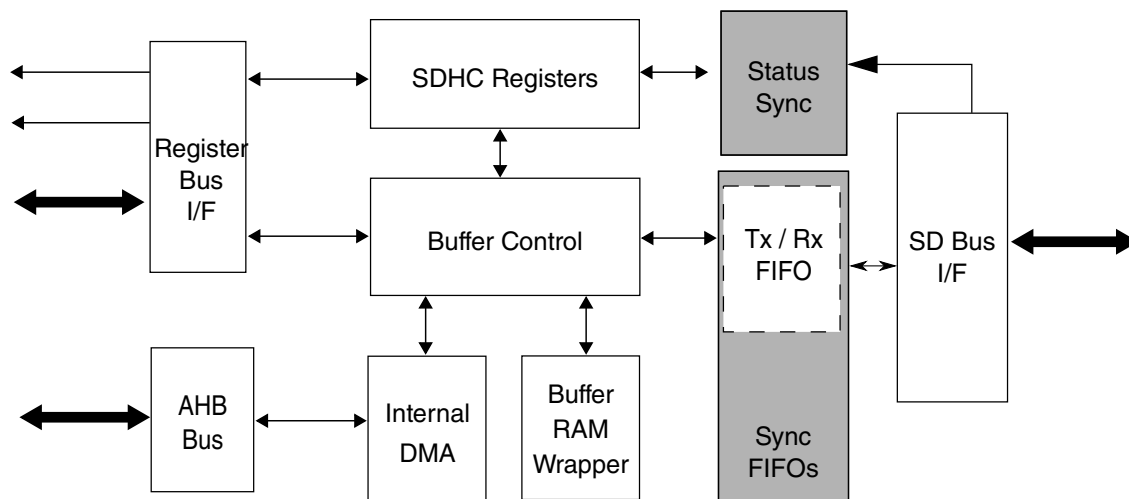 SDHC Registers
Status
Sync
Register
Bus
I/F
Buffer Control
Tx / Rx
FIFO
SD Bus
I/F
AHB
Bus
Internal
DMA
Buffer
RAM
Wrapper
Sync
FIFOs